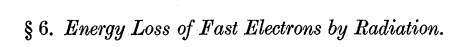 § 6. Energy Loss of Fast Electrons by Radiation.